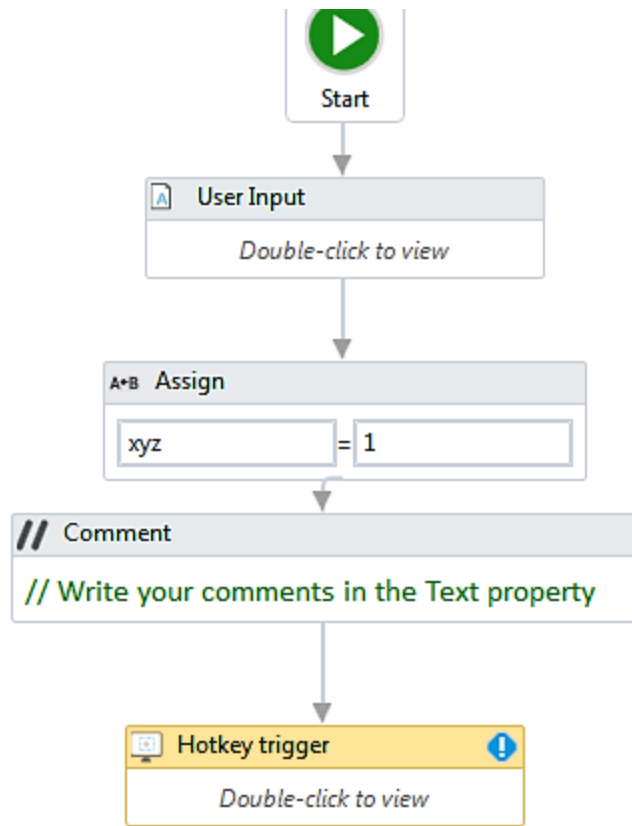 Start
User Input
Double-click to view
A+B Assign
xyz = 1
// Comment
// Write your comments in the Text property
Hotkey trigger
Double-click to view